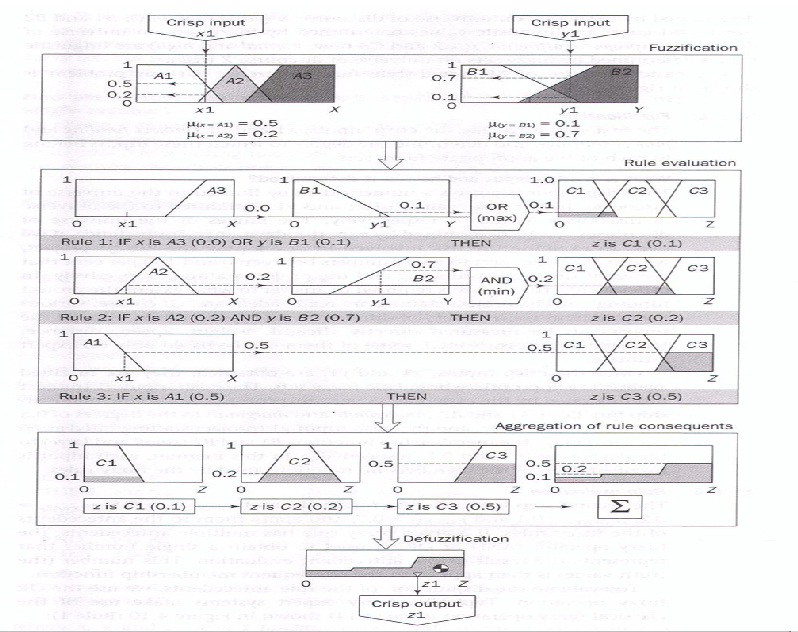 Crisp input
x1
Crisp input
y1
Fuzzification
1
0.5
0.2
0
A1
A2
A3
x1
X
1
0.7
0.1
0
B1
B2
y1
Y
μ(x = A1) = 0.5
μ(x = A2) = 0.2
μ(y = B1) = 0.1
μ(y = B2) = 0.7
Rule evaluation
1
A3
0
x1
X
0.0
1
B1
0
y1
Y
0.1
OR
(max)
1.0
0.1
C1
C2
C3
0
Z
Rule 1: IF x is A3 (0.0) OR y is B1 (0.1)
THEN
z is C1 (0.1)
1
A2
0
x1
X
0.2
1
0.7
B2
0
y1
Y
AND
(min)
1
0.2
C1
C2
C3
0
Z
Rule 2: IF x is A2 (0.2) AND y is B2 (0.7)
THEN
z is C2 (0.2)
1
A1
0
x1
X
0.5
1
0.5
C1
C2
C3
0
Z
Rule 3: IF x is A1 (0.5)
THEN
z is C3 (0.5)
Aggregation of rule consequents
1
C1
0.1
0
Z
1
C2
0.2
0
Z
1
0.5
C3
0
Z
1
0.5
0.2
0.1
0
Z
z is C1 (0.1)
z is C2 (0.2)
z is C3 (0.5)
Σ
Defuzzification
0
z1
Z
Crisp output
z1